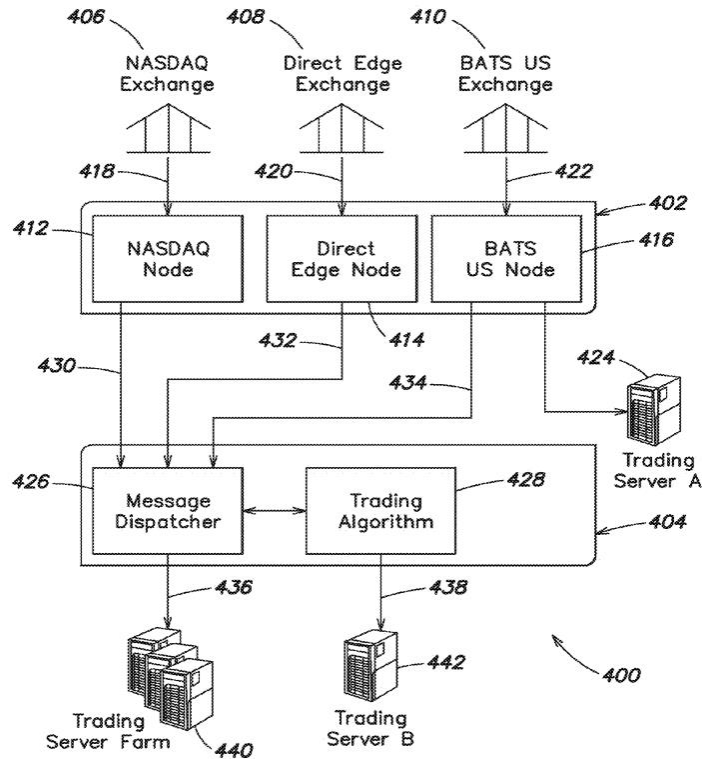 406
408
410
NASDAQ
Exchange
Direct Edge
Exchange
BATS US
Exchange
418
420
422
402
412
NASDAQ
Node
Direct
Edge Node
BATS
US Node
416
432
414
424
430
434
Trading
Server A
426
Message
Dispatcher
Trading
Algorithm
428
404
436
438
442
400
Trading
Server Farm
440
Trading
Server B